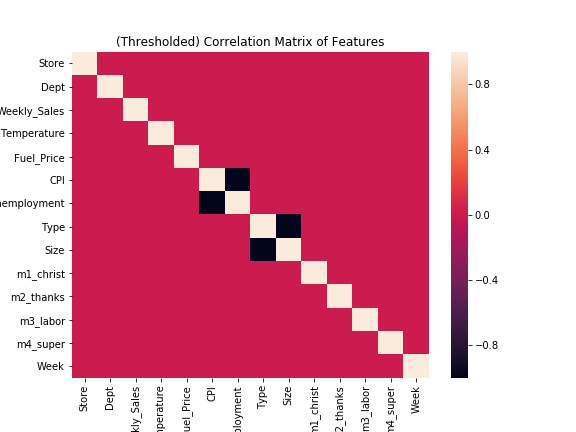 (Thresholded) Correlation Matrix of Features
Store
Dept
Weekly_Sales
Temperature
Fuel_Price
CPI
nemployment
Type
Size
m1_christ
m2_thanks
m3_labor
m4_super
Week
0.8
0.4
0.0
−0.4
−0.8
Store
Dept
kly_Sales
mperature
uel_Price
CPI
ployment
Type
Size
m1_christ
2_thanks
m3_labor
m4_super
Week